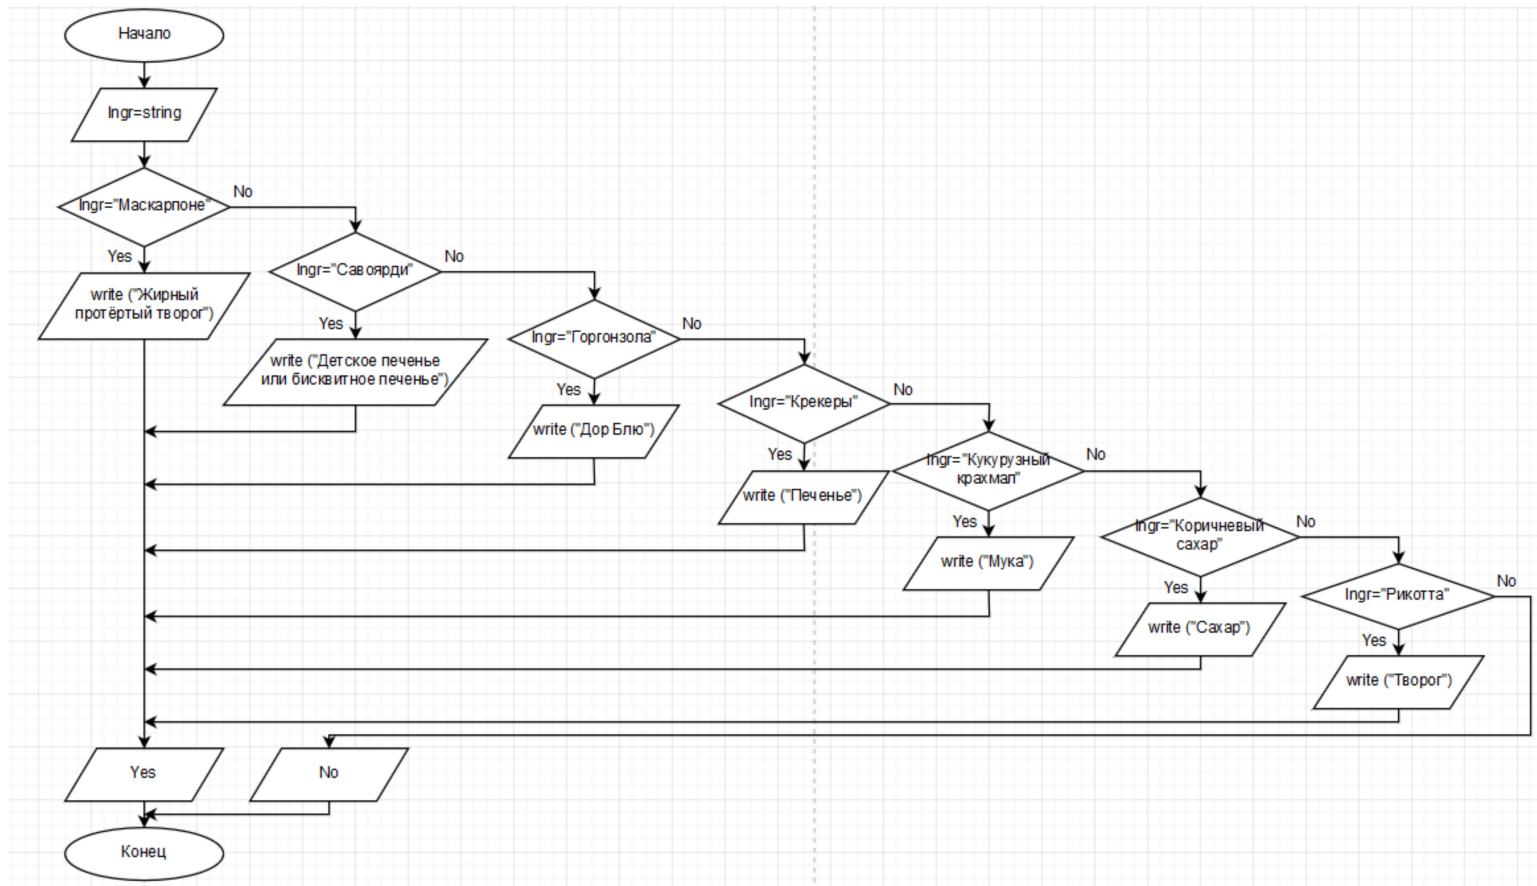 Начало
Ingr=string
Ingr="Маскарпоне"
No
Yes
write ("Жирный
протёртый творог")
Ingr="Савоярди"
No
Yes
write ("Детское печенье
или бисквитное печенье")
Ingr="Горгонзола"
No
Yes
write ("Дор Блю")
Ingr="Крекеры"
No
Yes
write ("Печенье")
Ingr="Кукурузный
крахмал"
No
Yes
write ("Мука")
Ingr="Коричневый
сахар"
No
Yes
write ("Сахар")
Ingr="Рикотта"
No
Yes
write ("Творог")
Yes
No
Конец